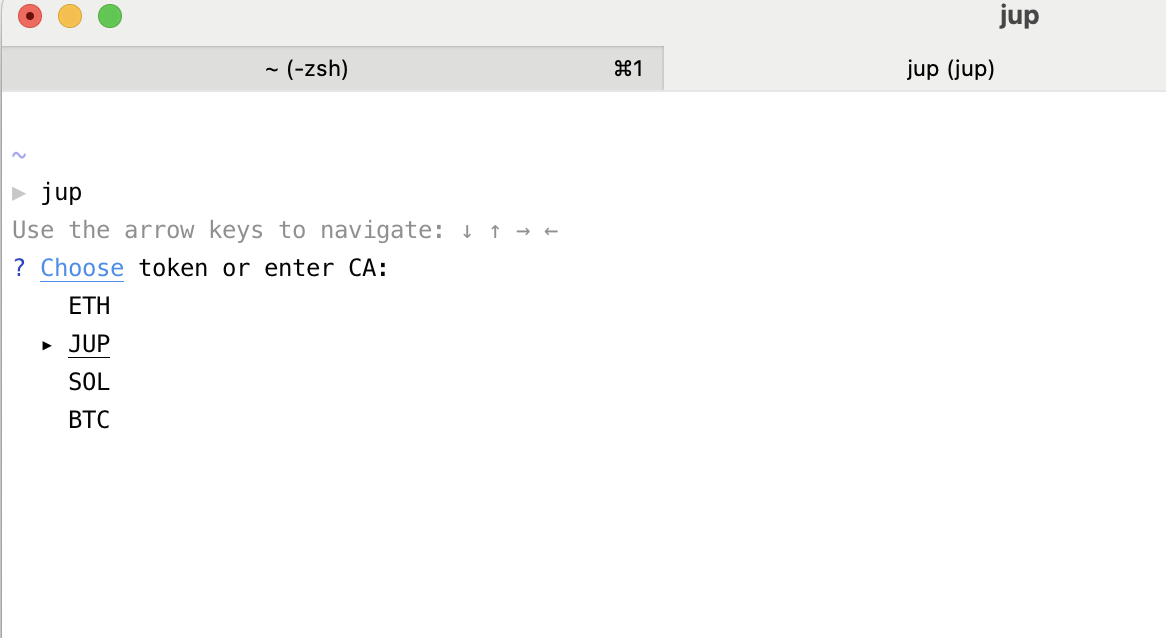 jup
~ (-zsh) ⌘1 jup (jup)
~
▶ jup
Use the arrow keys to navigate: ↓ ↑ → ←
? Choose token or enter CA:
ETH
▸ JUP
SOL
BTC